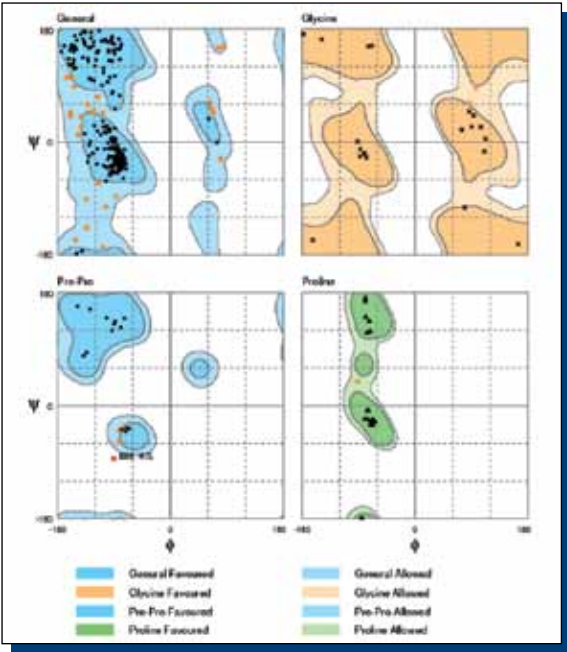 General
Glycine
180
Ψ 0
-180
Pre-Pro
Proline
180
Ψ 0
-180
-180 0 180
-180 0 180
Φ
Φ
General Favoured
General Allowed
Glycine Favoured
Glycine Allowed
Pre-Pro Favoured
Pre-Pro Allowed
Proline Favoured
Proline Allowed